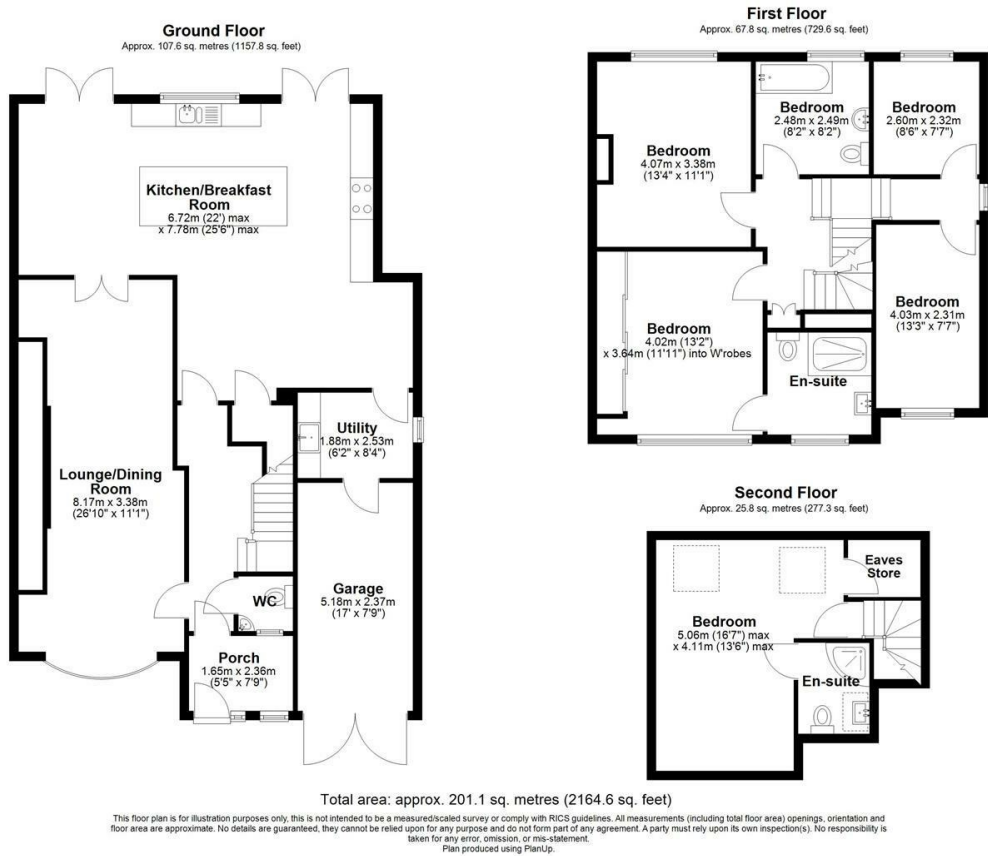 Ground Floor
Approx. 107.6 sq. metres (1157.8 sq. feet)
Kitchen/Breakfast
Room
6.72m (22') max
x 7.78m (25'6") max
Utility
1.88m x 2.53m
(6'2" x 8'4")
Lounge/Dining
Room
8.17m x 3.38m
(26'10" x 11'1")
Garage
5.18m x 2.37m
(17' x 7'9")
WC
Porch
1.65m x 2.36m
(5'5" x 7'9")
First Floor
Approx. 67.8 sq. metres (729.6 sq. feet)
Bedroom
4.07m x 3.38m
(13'4" x 11'1")
Bedroom
2.48m x 2.49m
(8'2" x 8'2")
Bedroom
2.60m x 2.32m
(8'6" x 7'7")
Bedroom
4.02m (13'2")
x 3.64m (11'11") into W'robes
En-suite
Bedroom
4.03m x 2.31m
(13'3" x 7'7")
Second Floor
Approx. 25.8 sq. metres (277.3 sq. feet)
Eaves
Store
Bedroom
5.06m (16'7") max
x 4.11m (13'6") max
En-suite
Total area: approx. 201.1 sq. metres (2164.6 sq. feet)
This floor plan is for illustration purposes only, this is not intended to be a measured/scaled survey or comply with RICS guidelines. All measurements (including total floor area) openings, orientation and
floor area are approximate. No details are guaranteed, they cannot be relied upon for any purpose and do not form part of any agreement. A party must rely upon its own inspection(s). No responsibility is
taken for any error, omission, or mis-statement.
Plan produced using PlanUp.